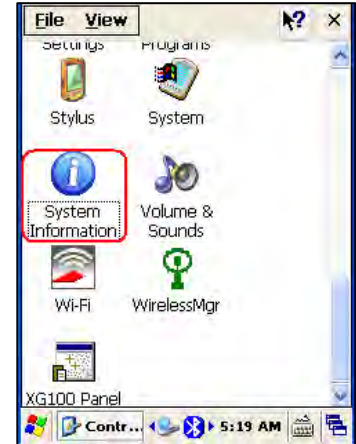 File View ? ×
Settings Programs
Stylus System
System Volume &
Information Sounds
Wi-Fi WirelessMgr
XG100 Panel
Contr... 5:19 AM